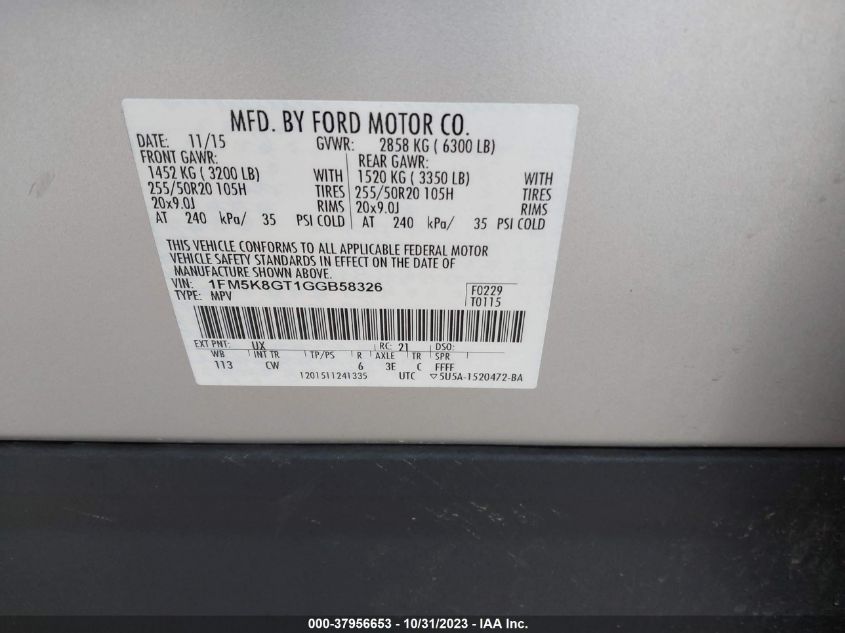 MFD. BY FORD MOTOR CO.
DATE: 11/15 GVWR: 2858 KG ( 6300 LB)
FRONT GAWR: REAR GAWR:
1452 KG ( 3200 LB) WITH 1520 KG ( 3350 LB) WITH
255/50R20 105H TIRES 255/50R20 105H TIRES
20x9.0J RIMS 20x9.0J RIMS
AT 240 kPa/ 35 PSI COLD AT 240 kPa/ 35 PSI COLD
THIS VEHICLE CONFORMS TO ALL APPLICABLE FEDERAL MOTOR
VEHICLE SAFETY STANDARDS IN EFFECT ON THE DATE OF
MANUFACTURE SHOWN ABOVE.
VIN: 1FM5K8GT1GGB58326 F0229
TYPE: MPV T0115
EXT PNT: UX RC: 21 DSO:
WB INT TR TP/PS R AXLE TR SPR
113 CW 6 3E C FFFF
1201511241335 UTC ▽5U5A-1520472-BA
000-37956653 - 10/31/2023 - IAA Inc.